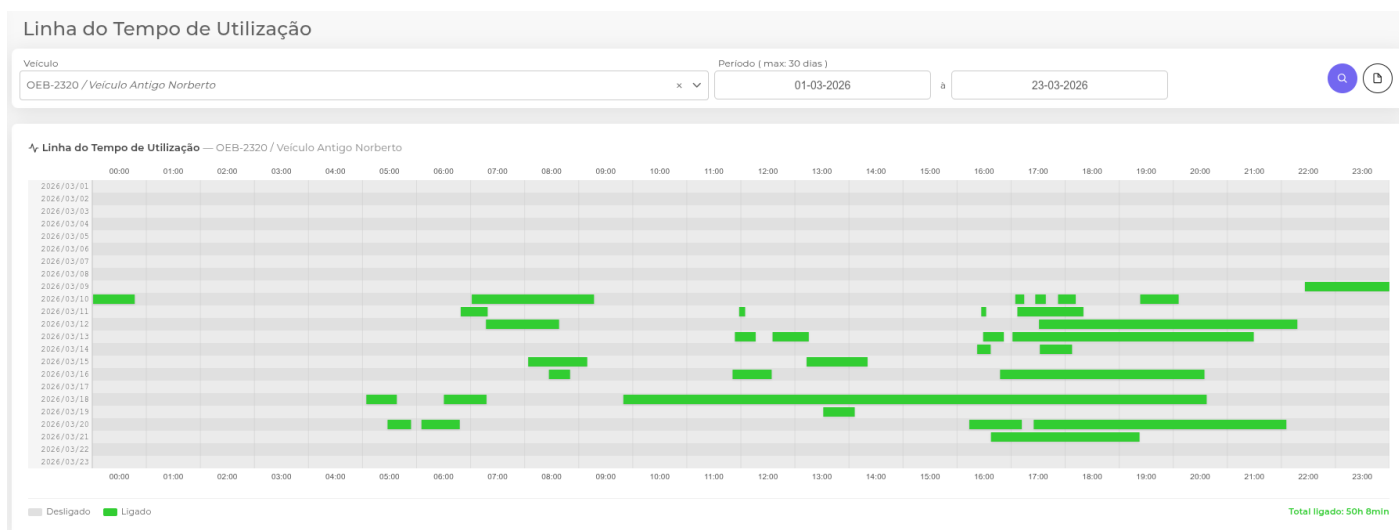 Linha do Tempo de Utilização
Veículo
Período ( max: 30 dias )
OEB-2320 / Veículo Antigo Norberto
×
01-03-2026
à
23-03-2026
Linha do Tempo de Utilização — OEB-2320 / Veículo Antigo Norberto
00:00 01:00 02:00 03:00 04:00 05:00 06:00 07:00 08:00 09:00 10:00 11:00 12:00 13:00 14:00 15:00 16:00 17:00 18:00 19:00 20:00 21:00 22:00 23:00
2026/03/01
2026/03/02
2026/03/03
2026/03/04
2026/03/05
2026/03/06
2026/03/07
2026/03/08
2026/03/09
2026/03/10
2026/03/11
2026/03/12
2026/03/13
2026/03/14
2026/03/15
2026/03/16
2026/03/17
2026/03/18
2026/03/19
2026/03/20
2026/03/21
2026/03/22
2026/03/23
00:00 01:00 02:00 03:00 04:00 05:00 06:00 07:00 08:00 09:00 10:00 11:00 12:00 13:00 14:00 15:00 16:00 17:00 18:00 19:00 20:00 21:00 22:00 23:00
Desligado Ligado
Total ligado: 50h 8min